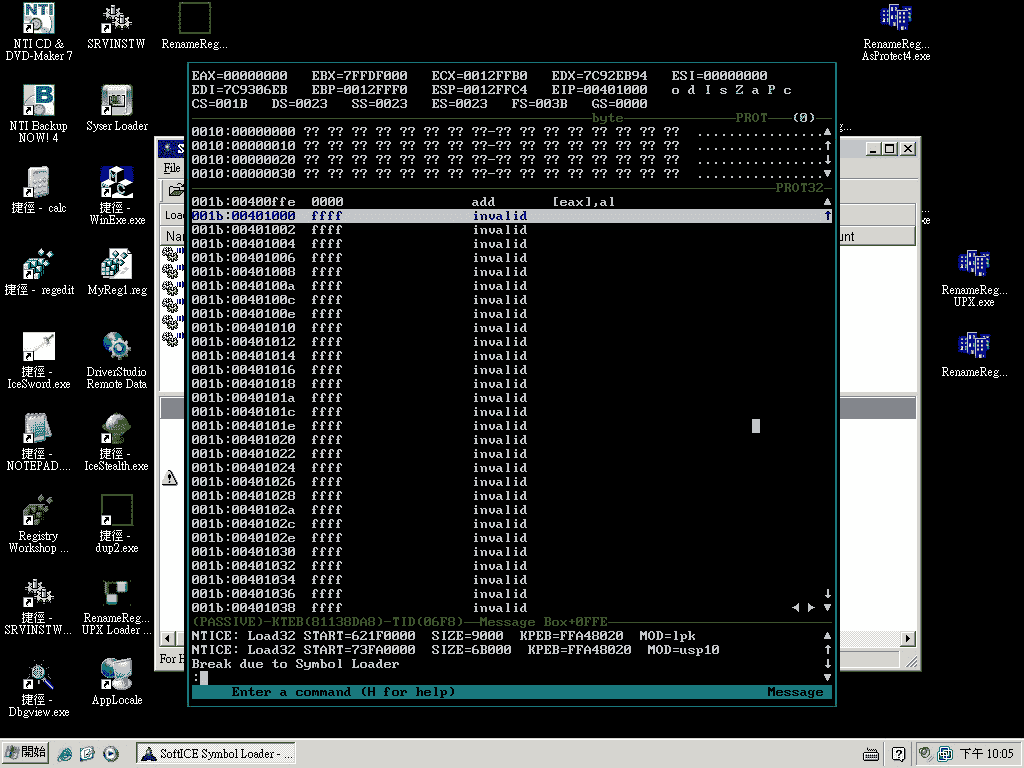 NTI CD &
DVD-Maker 7
SRVINSTW
RenameReg...
RenameReg...
AsProtect4.exe
NTI Backup
NOW! 4
Syser Loader
捷徑 - calc
捷徑 -
WinExe.exe
捷徑 - regedit
MyReg1.reg
捷徑 -
IceSword.exe
DriverStudio
Remote Data
捷徑 -
NOTEPAD....
捷徑 -
IceStealth.exe
Registry
Workshop ...
捷徑 -
dup2.exe
捷徑 -
SRVINSTW...
RenameReg...
UPX Loader ...
捷徑 -
Dbgview.exe
AppLocale
RenameReg...
UPX.exe
RenameReg...
File
For
EAX=00000000 EBX=7FFDF000 ECX=0012FFB0 EDX=7C92EB94 ESI=00000000
EDI=7C9306EB EBP=0012FFF0 ESP=0012FFC4 EIP=00401000 o d I s Z a P c
CS=001B DS=0023 SS=0023 ES=0023 FS=003B GS=0000
byte PROT (0)
0010:00000000 ?? ?? ?? ?? ?? ?? ?? ??-?? ?? ?? ?? ?? ?? ?? ?? ................
0010:00000010 ?? ?? ?? ?? ?? ?? ?? ??-?? ?? ?? ?? ?? ?? ?? ?? ................
0010:00000020 ?? ?? ?? ?? ?? ?? ?? ??-?? ?? ?? ?? ?? ?? ?? ?? ................
0010:00000030 ?? ?? ?? ?? ?? ?? ?? ??-?? ?? ?? ?? ?? ?? ?? ?? ................
PROT32
001b:00400ffe 0000 add [eax],al
001b:00401000 ffff invalid
001b:00401002 ffff invalid
001b:00401004 ffff invalid
001b:00401006 ffff invalid
001b:00401008 ffff invalid
001b:0040100a ffff invalid
001b:0040100c ffff invalid
001b:0040100e ffff invalid
001b:00401010 ffff invalid
001b:00401012 ffff invalid
001b:00401014 ffff invalid
001b:00401016 ffff invalid
001b:00401018 ffff invalid
001b:0040101a ffff invalid
001b:0040101c ffff invalid
001b:0040101e ffff invalid
001b:00401020 ffff invalid
001b:00401022 ffff invalid
001b:00401024 ffff invalid
001b:00401026 ffff invalid
001b:00401028 ffff invalid
001b:0040102a ffff invalid
001b:0040102c ffff invalid
001b:0040102e ffff invalid
001b:00401030 ffff invalid
001b:00401032 ffff invalid
001b:00401034 ffff invalid
001b:00401036 ffff invalid
001b:00401038 ffff invalid
(PASSIVE)-KTEB(81138DA8)-TID(06F8)—Message Box+0FFE
NTICE: Load32 START=621F0000 SIZE=9000 KPEB=FFA48020 MOD=lpk
NTICE: Load32 START=73FA0000 SIZE=6B000 KPEB=FFA48020 MOD=usp10
Break due to Symbol Loader
:
Enter a command (H for help) Message
開始
SoftICE Symbol Loader - ...
下午 10:05